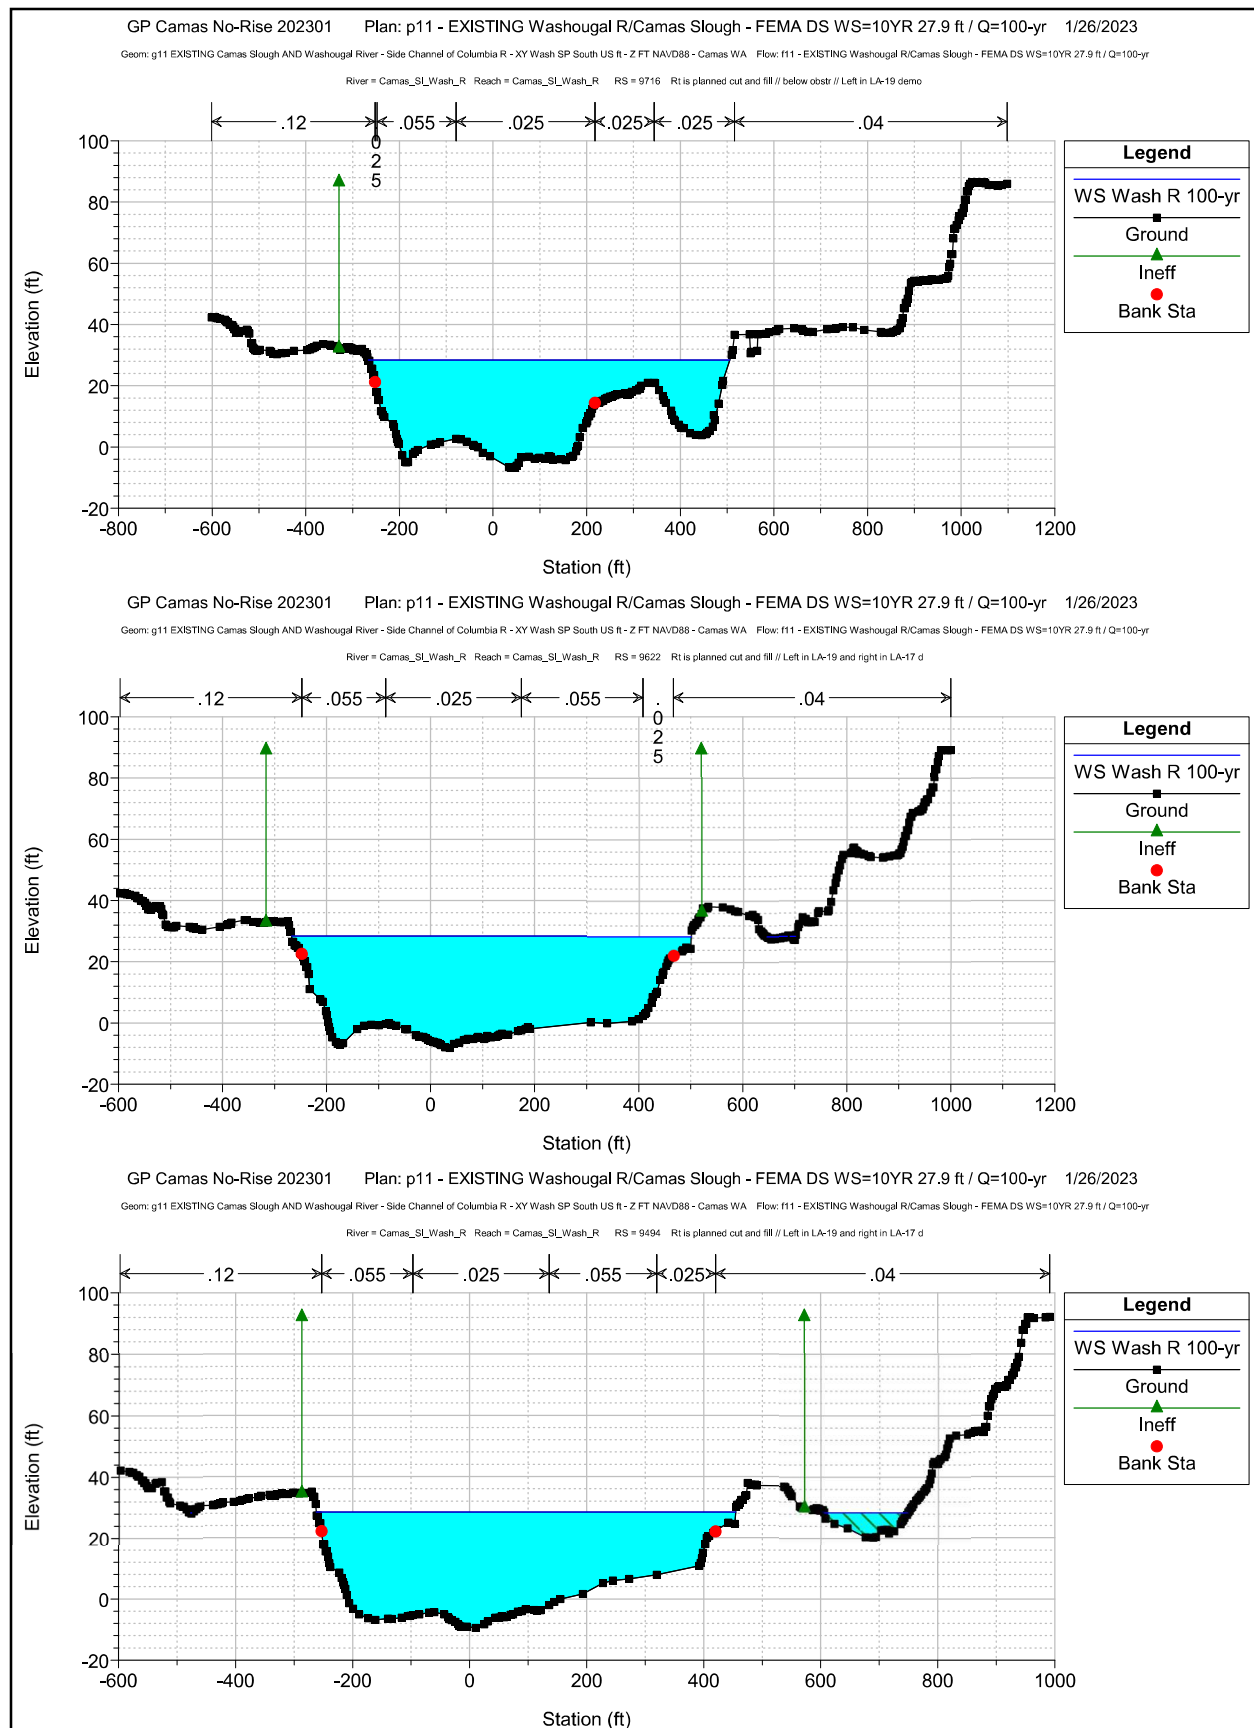 GP Camas No-Rise 202301 Plan: p11 - EXISTING Washougal R/Camas Slough - FEMA DS WS=10YR 27.9 ft / Q=100-yr 1/26/2023
Geom: g11 EXISTING Camas Slough AND Washougal River - Side Channel of Columbia R - XY Wash SP South US ft - Z FT NAVD88 - Camas WA Flow: f11 - EXISTING Washougal R/Camas Slough - FEMA DS WS=10YR 27.9 ft / Q=100-yr
River = Camas_Sl_Wash_R Reach = Camas_Sl_Wash_R RS = 9716 Rt is planned cut and fill // below obstr // Left in LA-19 demo
.12 .025 .055 .025 .025 .025 .04
Elevation (ft)
100
80
60
40
20
0
-20
-800 -600 -400 -200 0 200 400 600 800 1000 1200
Station (ft)
Legend
WS Wash R 100-yr
Ground
Ineff
Bank Sta
GP Camas No-Rise 202301 Plan: p11 - EXISTING Washougal R/Camas Slough - FEMA DS WS=10YR 27.9 ft / Q=100-yr 1/26/2023
Geom: g11 EXISTING Camas Slough AND Washougal River - Side Channel of Columbia R - XY Wash SP South US ft - Z FT NAVD88 - Camas WA Flow: f11 - EXISTING Washougal R/Camas Slough - FEMA DS WS=10YR 27.9 ft / Q=100-yr
River = Camas_Sl_Wash_R Reach = Camas_Sl_Wash_R RS = 9622 Rt is planned cut and fill // Left in LA-19 and right in LA-17 d
.12 .055 .025 .055 .025 .04
Elevation (ft)
100
80
60
40
20
0
-20
-600 -400 -200 0 200 400 600 800 1000 1200
Station (ft)
Legend
WS Wash R 100-yr
Ground
Ineff
Bank Sta
GP Camas No-Rise 202301 Plan: p11 - EXISTING Washougal R/Camas Slough - FEMA DS WS=10YR 27.9 ft / Q=100-yr 1/26/2023
Geom: g11 EXISTING Camas Slough AND Washougal River - Side Channel of Columbia R - XY Wash SP South US ft - Z FT NAVD88 - Camas WA Flow: f11 - EXISTING Washougal R/Camas Slough - FEMA DS WS=10YR 27.9 ft / Q=100-yr
River = Camas_Sl_Wash_R Reach = Camas_Sl_Wash_R RS = 9494 Rt is planned cut and fill // Left in LA-19 and right in LA-17 d
.12 .055 .025 .055 .025 .04
Elevation (ft)
100
80
60
40
20
0
-20
-600 -400 -200 0 200 400 600 800 1000
Station (ft)
Legend
WS Wash R 100-yr
Ground
Ineff
Bank Sta